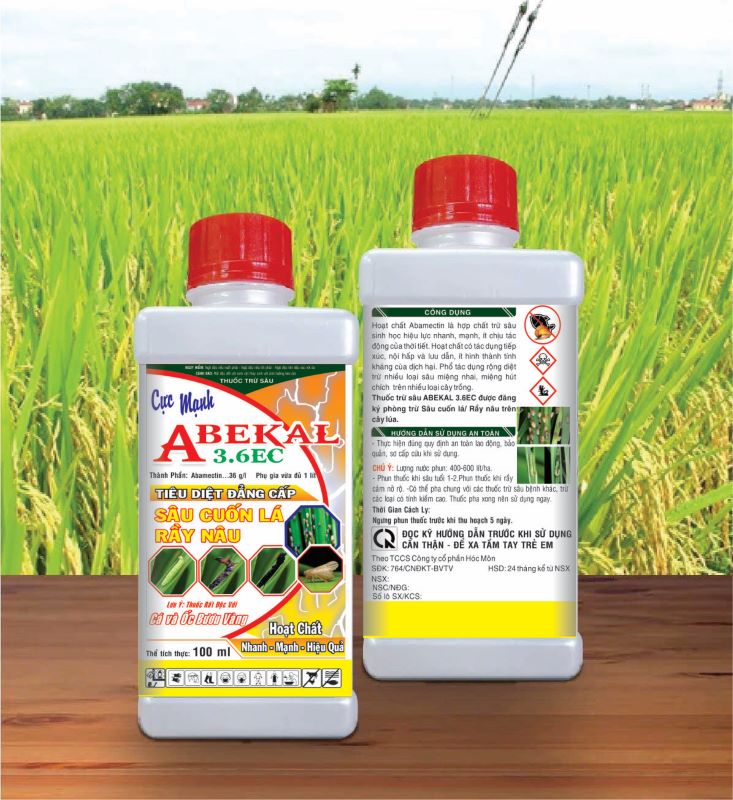 THUỐC TRỪ SÂU
Cực Mạnh
ABEKAL
3.6EC
Thành Phần: Abamectin...36 g/l Phụ gia vừa đủ 1 lít
TIÊU DIỆT ĐẲNG CẤP
SÂU CUỐN LÁ
RẦY NÂU
Lưu Ý: Thuốc Rất Độc Với
Cá và Ốc Bươu Vàng
Hoạt Chất
Nhanh - Mạnh - Hiệu Quả
Thể tích thực: 100 ml
CÔNG DỤNG
Hoạt chất Abamectin là hợp chất trừ sâu
sinh học hiệu lực nhanh, mạnh, ít chịu tác
động của thời tiết. Hoạt chất có tác dụng tiếp
xúc, nội hấp và lưu dẫn, ít hình thành tính
kháng của dịch hại. Phổ tác dụng rộng diệt
trừ nhiều loại sâu miệng nhai, miệng hút
chích trên nhiều loại cây trồng.
Thuốc trừ sâu ABEKAL 3.6EC được đăng
ký phòng trừ Sâu cuốn lá/ Rầy nâu trên
cây lúa.
HƯỚNG DẪN SỬ DỤNG AN TOÀN
- Thực hiện đúng quy định an toàn lao động, bảo
quản, sơ cấp cứu khi sử dụng.
CHÚ Ý: Lượng nước phun: 400-600 lít/ha.
- Phun thuốc khi sâu tuổi 1-2,Phun thuốc khi rầy
cám nở rộ. -Có thể pha chung với các thuốc trừ sâu bệnh khác, trừ
các loại có tính kiềm cao. Thuốc pha xong nên sử dụng ngay.
Thời Gian Cách Ly:
Ngưng phun thuốc trước khi thu hoạch 5 ngày.
ĐỌC KỸ HƯỚNG DẪN TRƯỚC KHI SỬ DỤNG
CẨN THẬN - ĐỂ XA TẦM TAY TRẺ EM
Theo TCCS Công ty cổ phần Hóc Môn
SĐK: 764/CNĐKT-BVTV HSD: 24 tháng kể từ NSX
NSX:
NSC/NĐG:
Số lô SX/KCS: